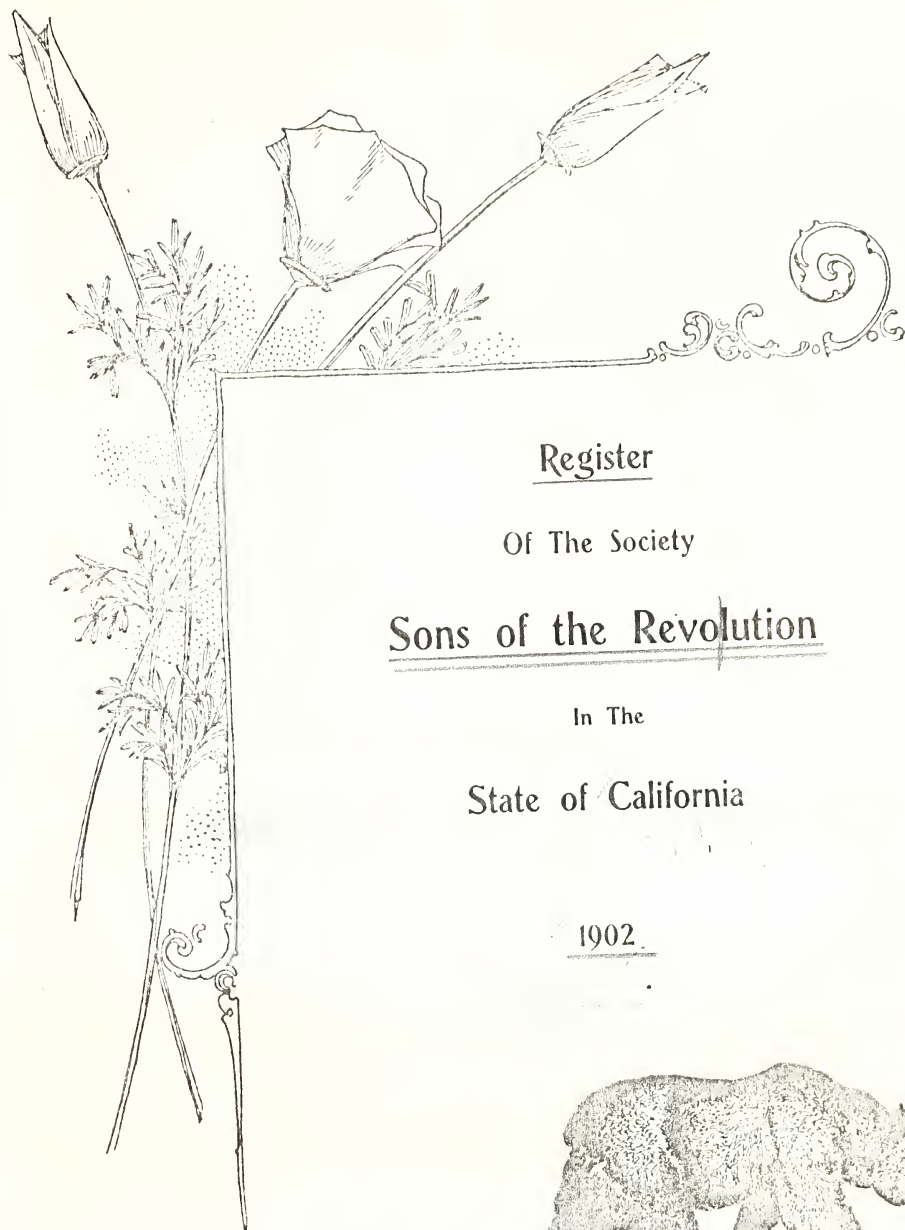 Register
Of The Society
Sons of the Revolution
In The
State of California
1902